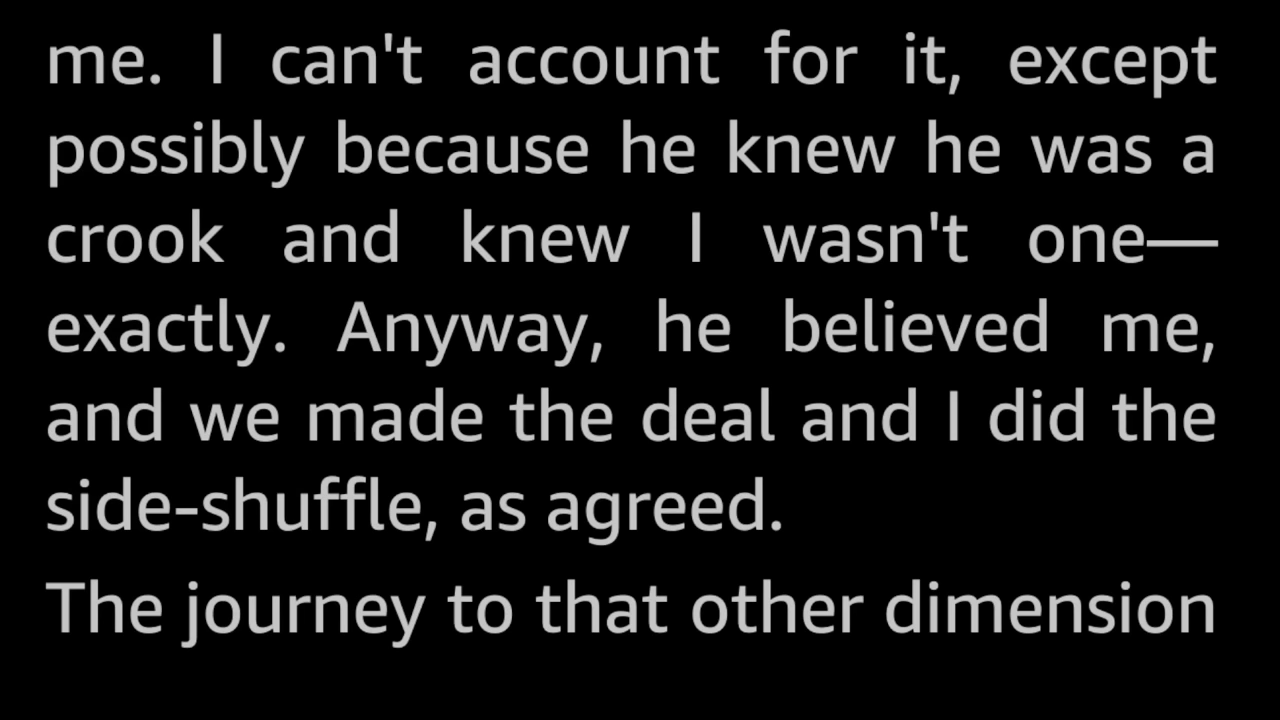 me. I can't account for it, except
possibly because he knew he was a
crook and knew I wasn't one—
exactly. Anyway, he believed me,
and we made the deal and I did the
side-shuffle, as agreed.
The journey to that other dimension